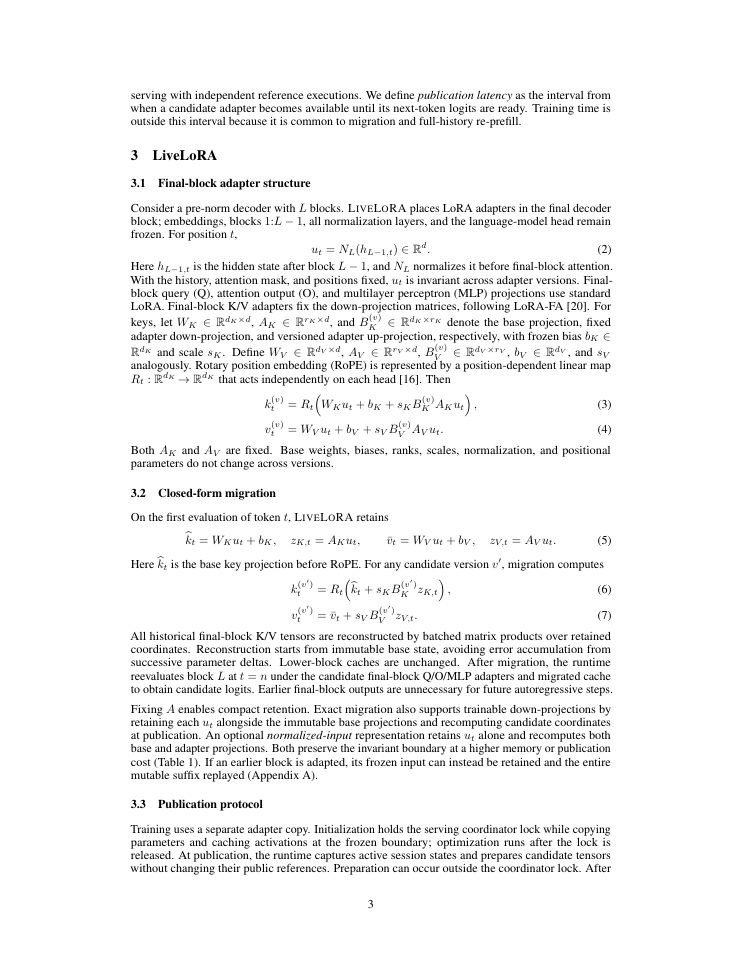 serving with independent reference executions. We define publication latency as the interval from
when a candidate adapter becomes available until its next-token logits are ready. Training time is
outside this interval because it is common to migration and full-history re-prefill.
3 LiveLoRA
3.1 Final-block adapter structure
Consider a pre-norm decoder with L blocks. LIVELORA places LoRA adapters in the final decoder
block; embeddings, blocks 1:L − 1, all normalization layers, and the language-model head remain
frozen. For position t,
u_t = N_L(h_{L−1,t}) ∈ ℝ^d. (2)
Here h_{L−1,t} is the hidden state after block L − 1, and N_L normalizes it before final-block attention.
With the history, attention mask, and positions fixed, u_t is invariant across adapter versions. Final-
block query (Q), attention output (O), and multilayer perceptron (MLP) projections use standard
LoRA. Final-block K/V adapters fix the down-projection matrices, following LoRA-FA [20]. For
keys, let W_K ∈ ℝ^{d_K×d}, A_K ∈ ℝ^{r_K×d}, and B_K^{(v)} ∈ ℝ^{d_K×r_K} denote the base projection, fixed
adapter down-projection, and versioned adapter up-projection, respectively, with frozen bias b_K ∈
ℝ^{d_K} and scale s_K. Define W_V ∈ ℝ^{d_V×d}, A_V ∈ ℝ^{r_V×d}, B_V^{(v)} ∈ ℝ^{d_V×r_V}, b_V ∈ ℝ^{d_V}, and s_V
analogously. Rotary position embedding (RoPE) is represented by a position-dependent linear map
R_t : ℝ^{d_K} → ℝ^{d_K} that acts independently on each head [16]. Then
k_t^{(v)} = R_t(W_K u_t + b_K + s_K B_K^{(v)} A_K u_t), (3)
v_t^{(v)} = W_V u_t + b_V + s_V B_V^{(v)} A_V u_t. (4)
Both A_K and A_V are fixed. Base weights, biases, ranks, scales, normalization, and positional
parameters do not change across versions.
3.2 Closed-form migration
On the first evaluation of token t, LIVELORA retains
k̂_t = W_K u_t + b_K, z_{K,t} = A_K u_t, v̄_t = W_V u_t + b_V, z_{V,t} = A_V u_t. (5)
Here k̂_t is the base key projection before RoPE. For any candidate version v′, migration computes
k_t^{(v′)} = R_t(k̂_t + s_K B_K^{(v′)} z_{K,t}), (6)
v_t^{(v′)} = v̄_t + s_V B_V^{(v′)} z_{V,t}. (7)
All historical final-block K/V tensors are reconstructed by batched matrix products over retained
coordinates. Reconstruction starts from immutable base state, avoiding error accumulation from
successive parameter deltas. Lower-block caches are unchanged. After migration, the runtime
reevaluates block L at t = n under the candidate final-block Q/O/MLP adapters and migrated cache
to obtain candidate logits. Earlier final-block outputs are unnecessary for future autoregressive steps.
Fixing A enables compact retention. Exact migration also supports trainable down-projections by
retaining each u_t alongside the immutable base projections and recomputing candidate coordinates
at publication. An optional normalized-input representation retains u_t alone and recomputes both
base and adapter projections. Both preserve the invariant boundary at a higher memory or publication
cost (Table 1). If an earlier block is adapted, its frozen input can instead be retained and the entire
mutable suffix replayed (Appendix A).
3.3 Publication protocol
Training uses a separate adapter copy. Initialization holds the serving coordinator lock while copying
parameters and caching activations at the frozen boundary; optimization runs after the lock is
released. At publication, the runtime captures active session states and prepares candidate tensors
without changing their public references. Preparation can occur outside the coordinator lock. After
3